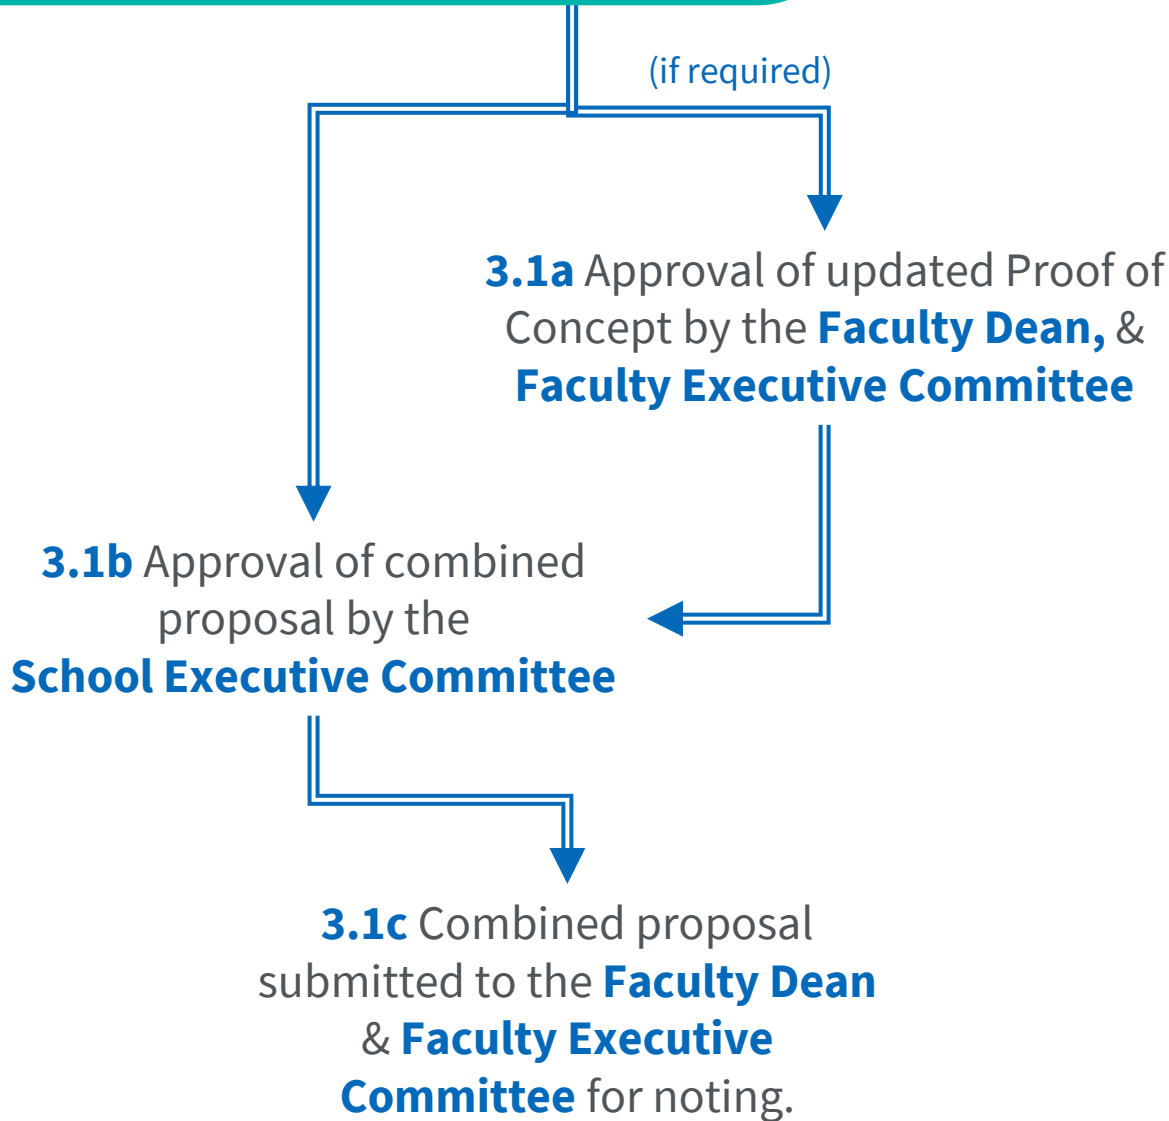 (if required)
3.1a Approval of updated Proof of
Concept by the Faculty Dean, &
Faculty Executive Committee
3.1b Approval of combined
proposal by the
School Executive Committee
3.1c Combined proposal
submitted to the Faculty Dean
& Faculty Executive
Committee for noting.